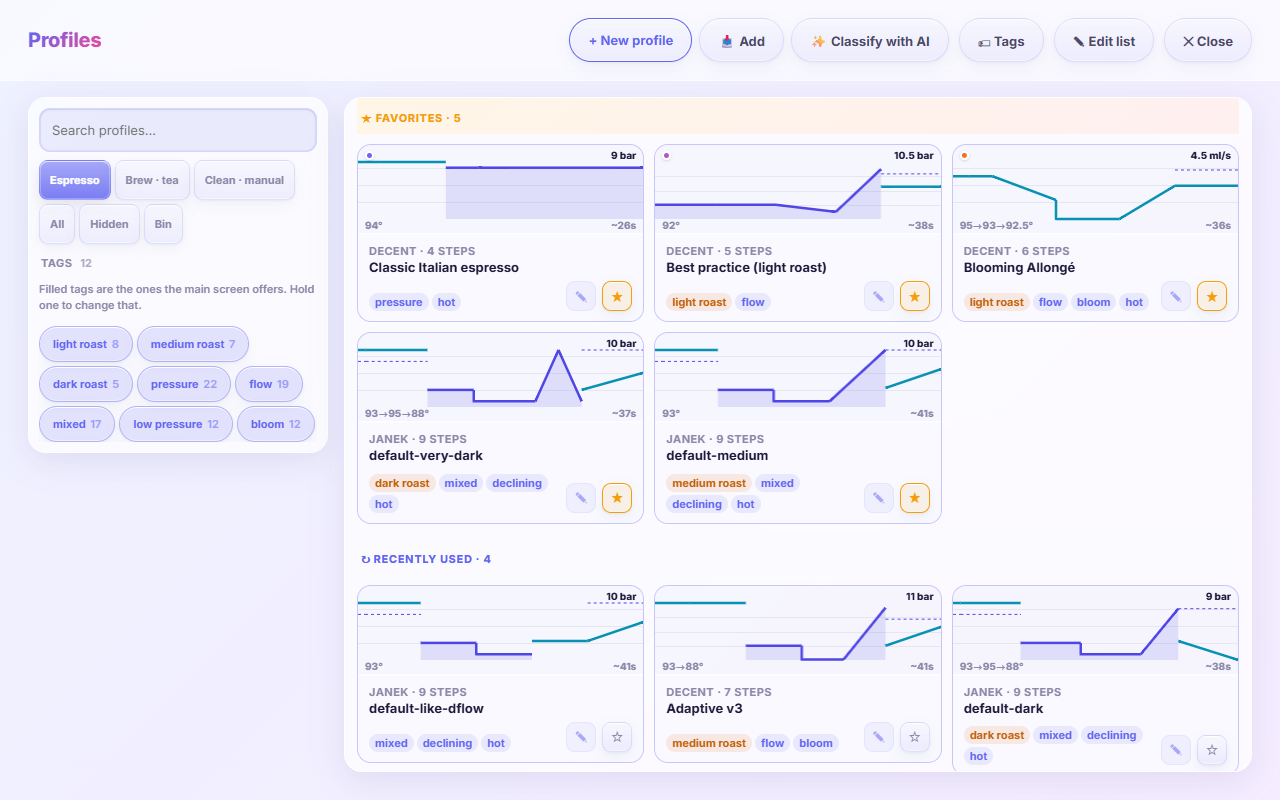 Profiles
+ New profile
Add
Classify with AI
Tags
Edit list
Close
Search profiles...
Espresso
Brew · tea
Clean · manual
All
Hidden
Bin
TAGS 12
Filled tags are the ones the main screen offers. Hold
one to change that.
light roast 8
medium roast 7
dark roast 5
pressure 22
flow 19
mixed 17
low pressure 12
bloom 12
★ FAVORITES · 5
9 bar
94°
~26s
DECENT · 4 STEPS
Classic Italian espresso
pressure
hot
10.5 bar
92°
~38s
DECENT · 5 STEPS
Best practice (light roast)
light roast
flow
4.5 ml/s
95→93→92.5°
~36s
DECENT · 6 STEPS
Blooming Allongé
light roast
flow
bloom
hot
10 bar
93→95→88°
~37s
JANEK · 9 STEPS
default-very-dark
dark roast
mixed
declining
hot
10 bar
93°
~41s
JANEK · 9 STEPS
default-medium
medium roast
mixed
declining
hot
↻ RECENTLY USED · 4
10 bar
93°
~41s
JANEK · 9 STEPS
default-like-dflow
mixed
declining
hot
11 bar
93→88°
~41s
DECENT · 7 STEPS
Adaptive v3
medium roast
flow
bloom
9 bar
93→95→88°
~38s
JANEK · 9 STEPS
default-dark
dark roast
mixed
declining
hot